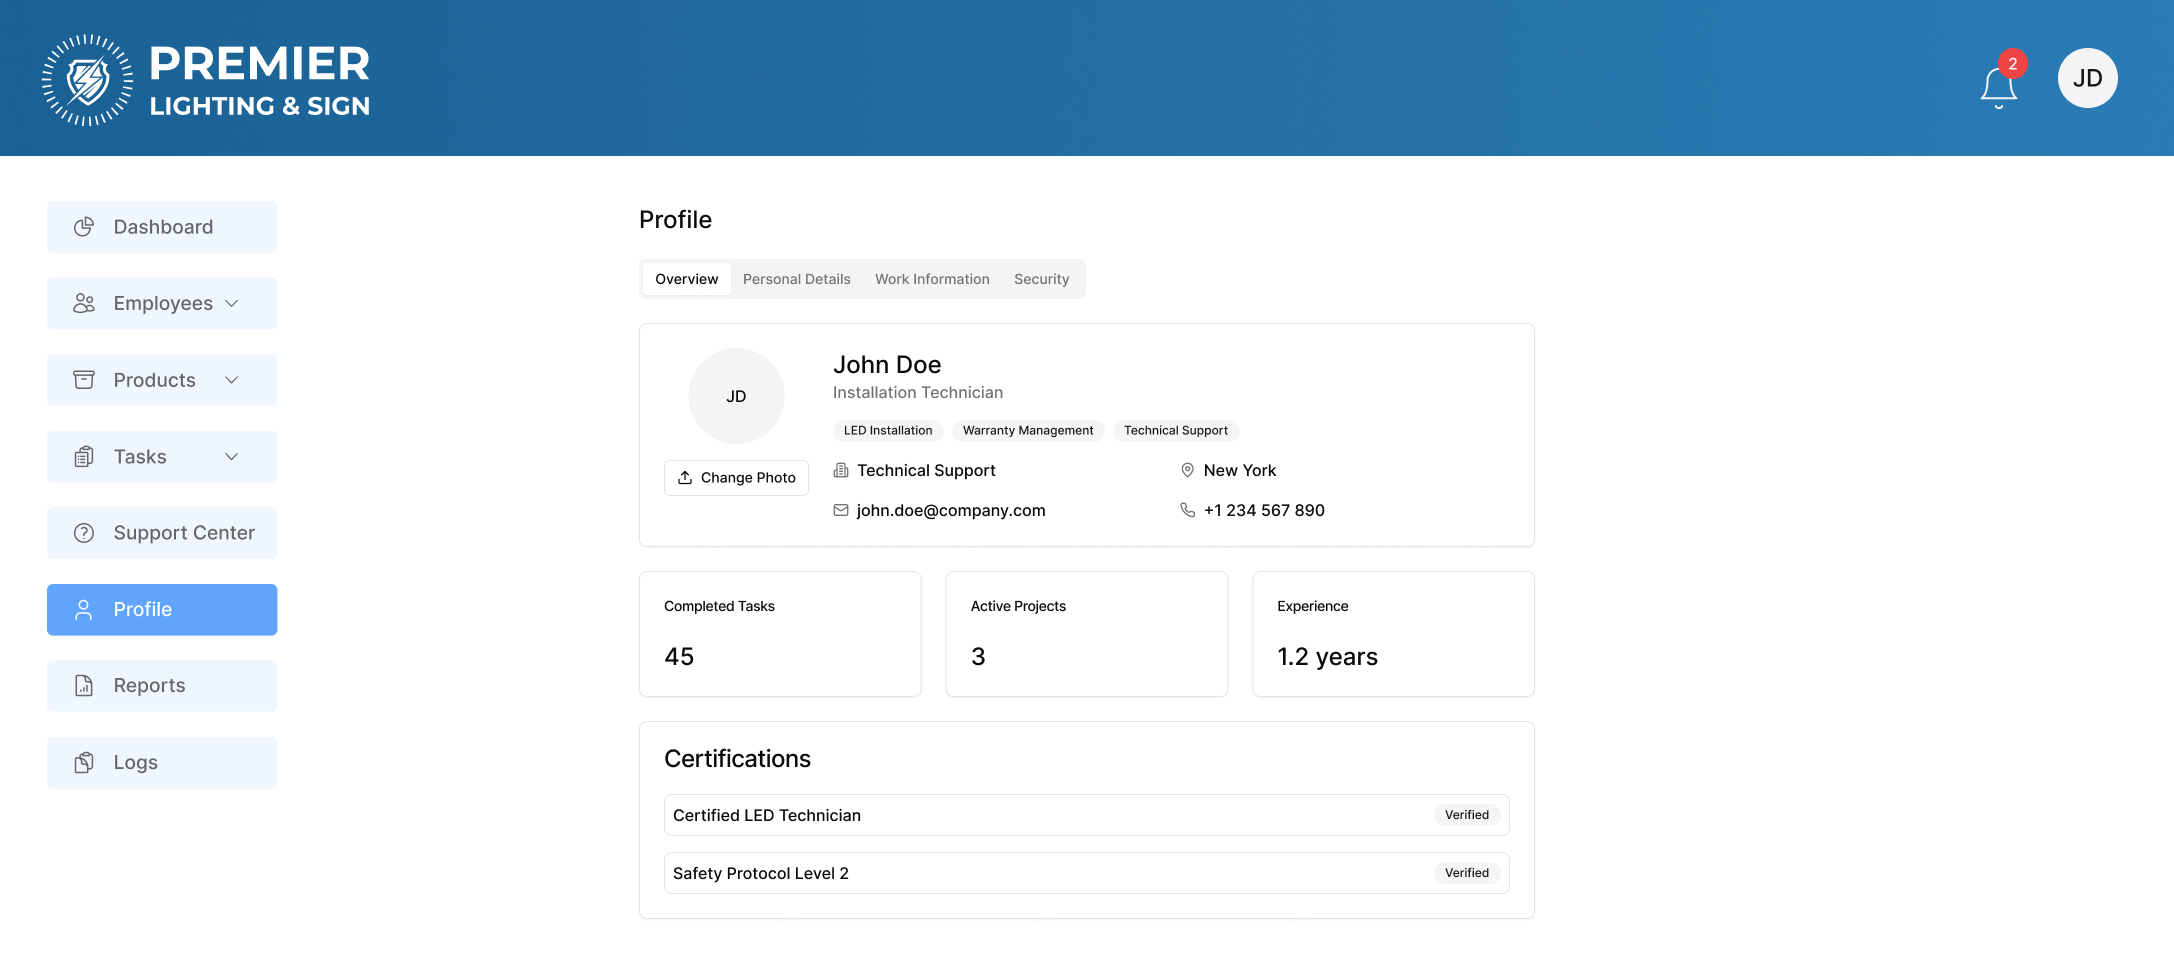 PREMIER
LIGHTING & SIGN
2
JD
Dashboard
Employees
Products
Tasks
Support Center
Profile
Reports
Logs
Profile
Overview Personal Details Work Information Security
JD
Change Photo
John Doe
Installation Technician
LED Installation Warranty Management Technical Support
Technical Support New York
john.doe@company.com +1 234 567 890
Completed Tasks
45
Active Projects
3
Experience
1.2 years
Certifications
Certified LED Technician Verified
Safety Protocol Level 2 Verified